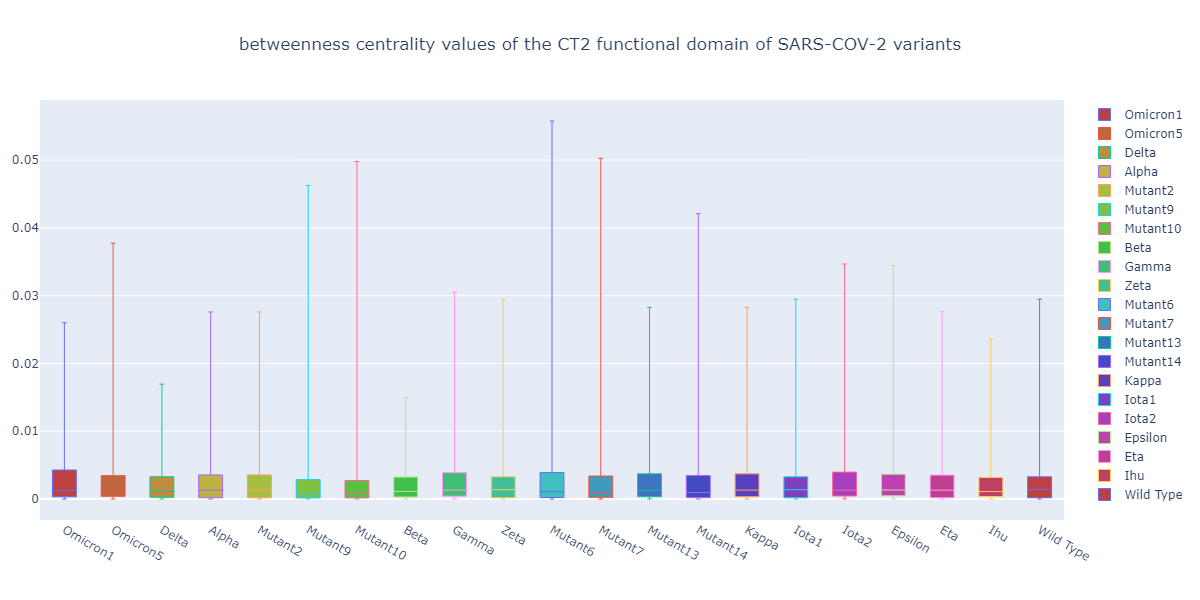 betweenness centrality values of the CT2 functional domain of SARS-COV-2 variants
0.05
0.04
0.03
0.02
0.01
0
Omicron1
Omicron5
Delta
Alpha
Mutant2
Mutant9
Mutant10
Beta
Gamma
Zeta
Mutant6
Mutant7
Mutant13
Mutant14
Kappa
Iota1
Iota2
Epsilon
Eta
Ihu
Wild Type
Omicron1
Omicron5
Delta
Alpha
Mutant2
Mutant9
Mutant10
Beta
Gamma
Zeta
Mutant6
Mutant7
Mutant13
Mutant14
Kappa
Iota1
Iota2
Epsilon
Eta
Ihu
Wild Type